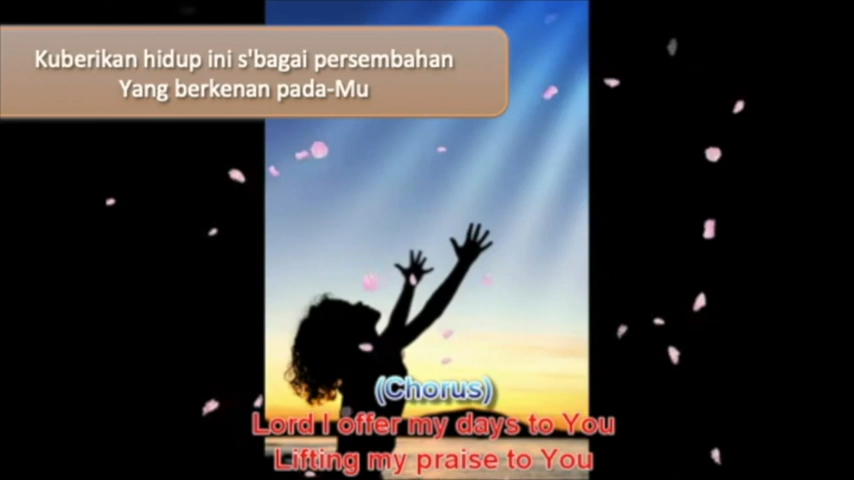 Kuberikan hidup ini s'bagai persembahan
Yang berkenan pada-Mu
(Chorus)
Lord I offer my days to You
Lifting my praise to You